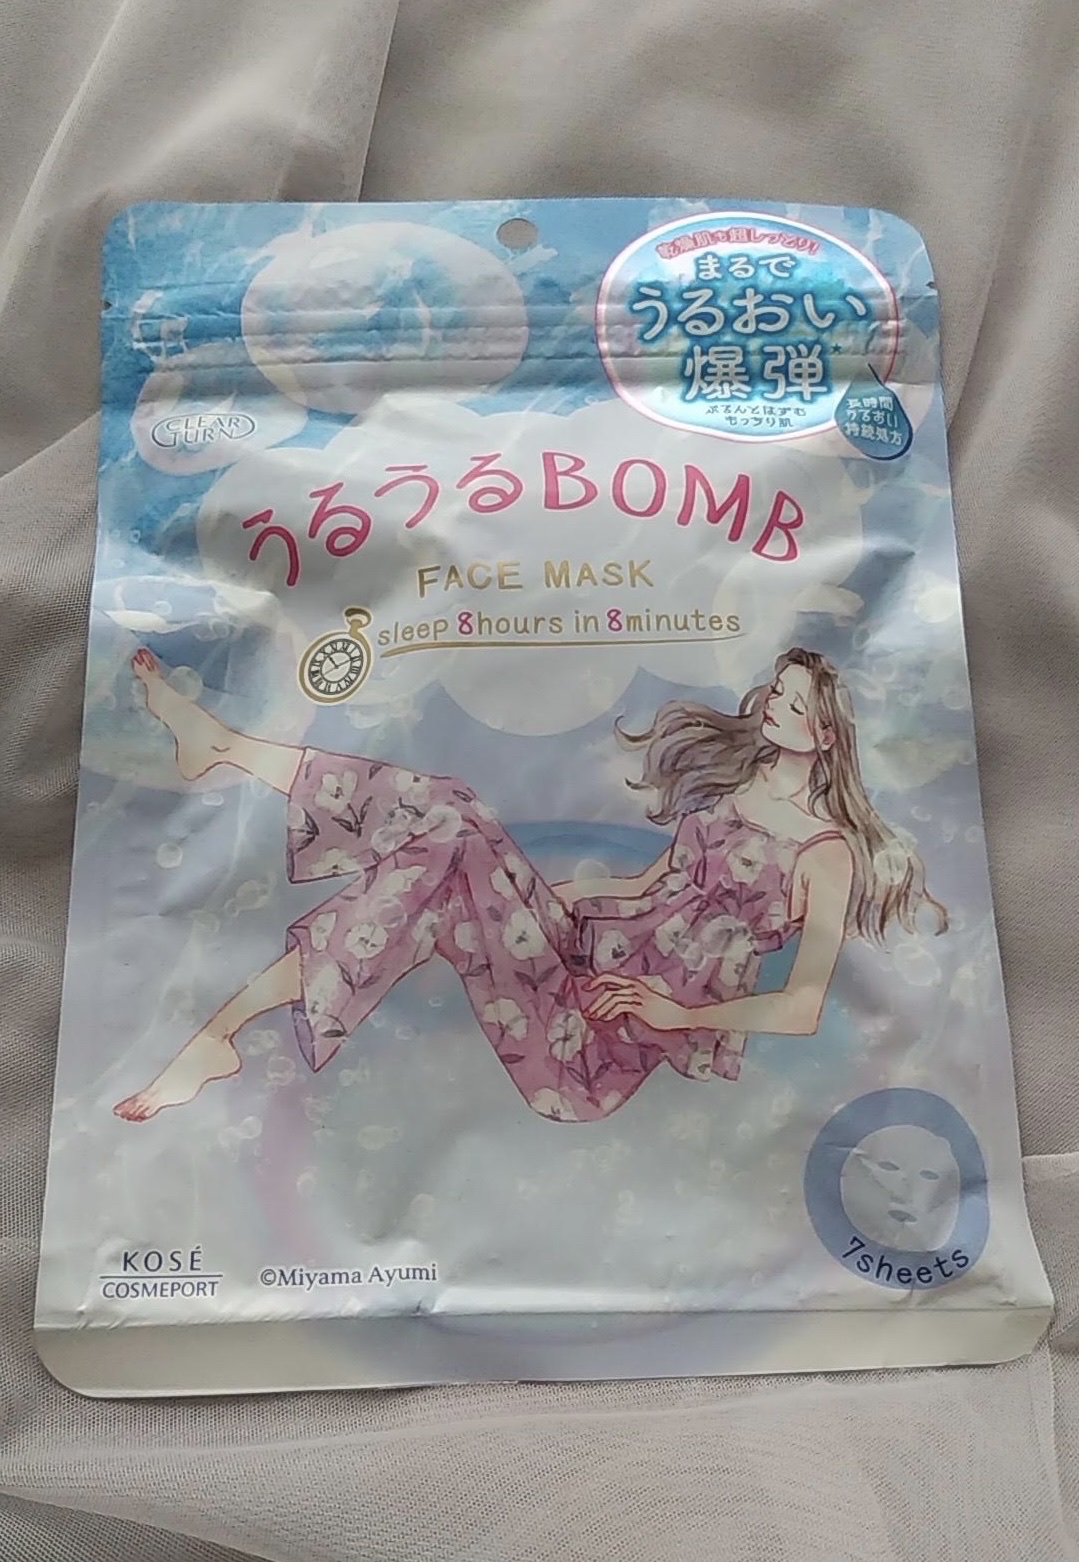 乾燥肌も超しっとり!
まるで
うるおい
爆弾*
ぷるんとはずむ
もっちり肌
長時間
うるおい
持続処方
CLEAR
TURN
うるうるBOMB
FACE MASK
sleep 8hours in 8minutes
7sheets
KOSÉ
COSMEPORT
©Miyama Ayumi